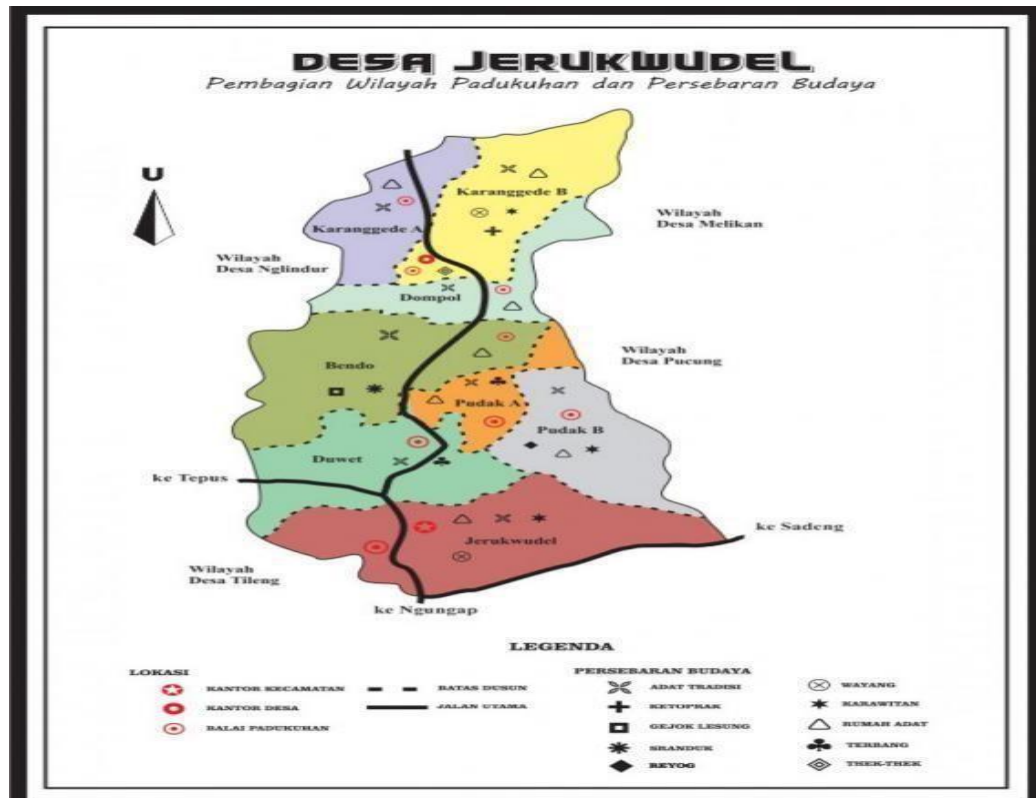 DESA JERUKWUDEL
Pembagian Wilayah Padukuhan dan Persebaran Budaya
U
Karanggede B
Karanggede A
Wilayah
Desa Melikan
Wilayah
Desa Nglindur
Dompol
Wilayah
Desa Pucung
Bendo
Pudak A
Pudak B
Duwet
ke Tepus
ke Sadeng
Jerukwudel
Wilayah
Desa Tileng
ke Ngungap
LEGENDA
LOKASI
KANTOR KECAMATAN
KANTOR DESA
BALAI PADUKUHAN
BATAS DUSUN
JALAN UTAMA
PERSEBARAN BUDAYA
ADAT TRADISI
KETOPRAK
GEJOK LESUNG
SRANDUK
REYOG
WAYANG
KARAWITAN
RUMAH ADAT
TERBANG
THEK-THEK